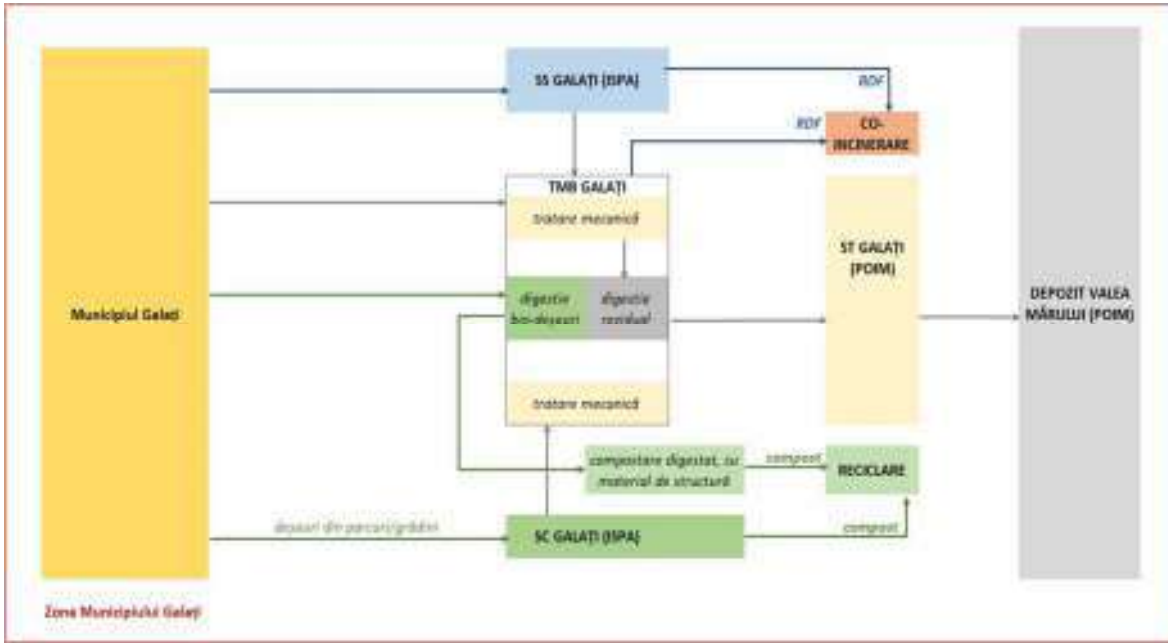 SS GALAȚI (ISPA)
RDF
RDF
CO-
INCINERARE
TMB GALAȚI
tratare mecanică
ST GALAȚI
(POIM)
Municipiul Galați
digestie
bio-deșeuri
digestie
rezidual
DEPOZIT VALEA
MĂRULUI (POIM)
tratare mecanică
compostare digestat, cu
material de structură
compost
RECICLARE
deșeuri din parcuri/grădini
SC GALAȚI (ISPA)
compost
Zona Municipiului Galați